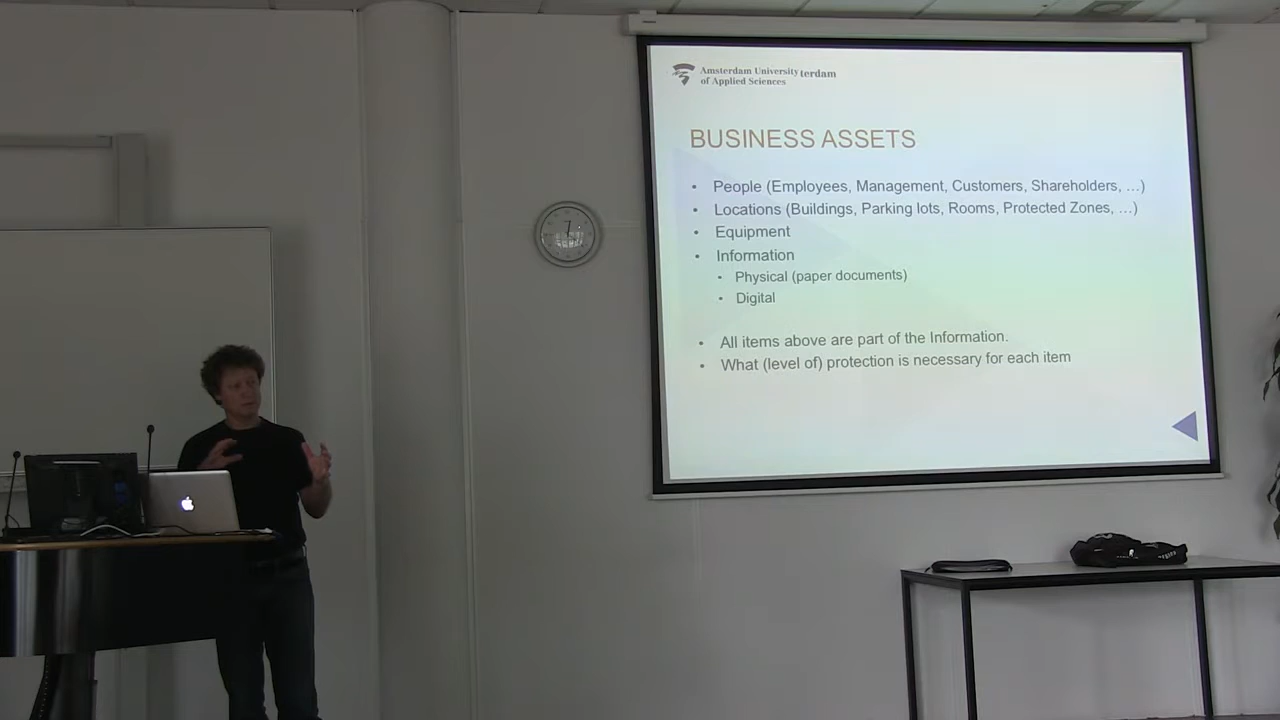 Amsterdam University terdam
of Applied Sciences
BUSINESS ASSETS
• People (Employees, Management, Customers, Shareholders, ...)
• Locations (Buildings, Parking lots, Rooms, Protected Zones, ...)
• Equipment
• Information
• Physical (paper documents)
• Digital
• All items above are part of the Information.
• What (level of) protection is necessary for each item